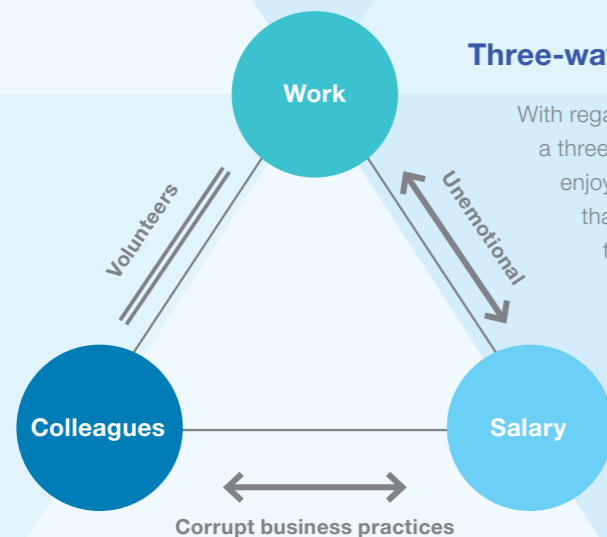 Three-wa
Work
With rega
a three
enjoy
tha
t
Volunteers
Unemotional
Colleagues
Salary
Corrupt business practices